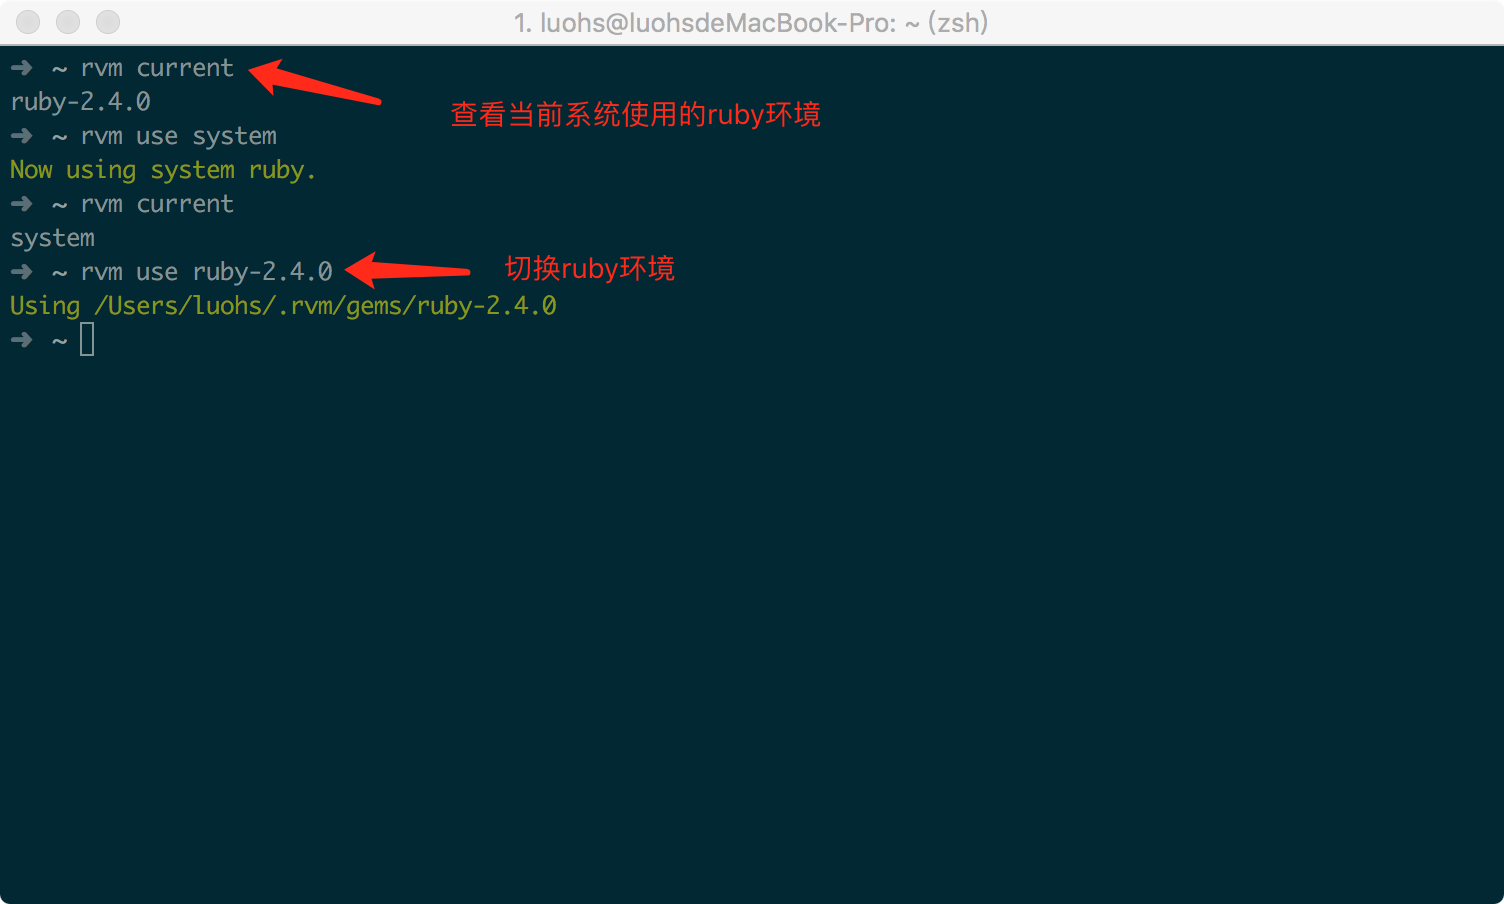 1. luohs@luohsdeMacBook-Pro: ~ (zsh)
➜ ~ rvm current
查看当前系统使用的ruby环境
ruby-2.4.0
➜ ~ rvm use system
Now using system ruby.
➜ ~ rvm current
system
➜ ~ rvm use ruby-2.4.0
切换ruby环境
Using /Users/luohs/.rvm/gems/ruby-2.4.0
➜ ~